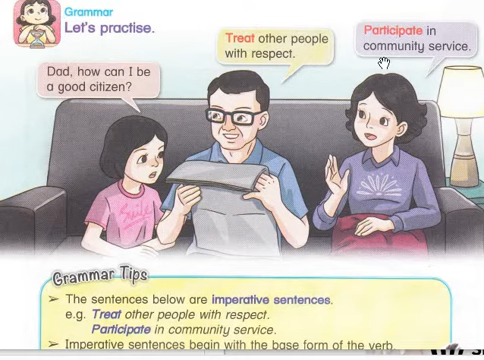 Grammar
Let's practise.
Treat other people
with respect.
Participate in
community service.
Dad, how can I be
a good citizen?
Smile
Grammar Tips
➢ The sentences below are imperative sentences.
e.g. Treat other people with respect.
Participate in community service.
➢ Imperative sentences begin with the base form of the verb.